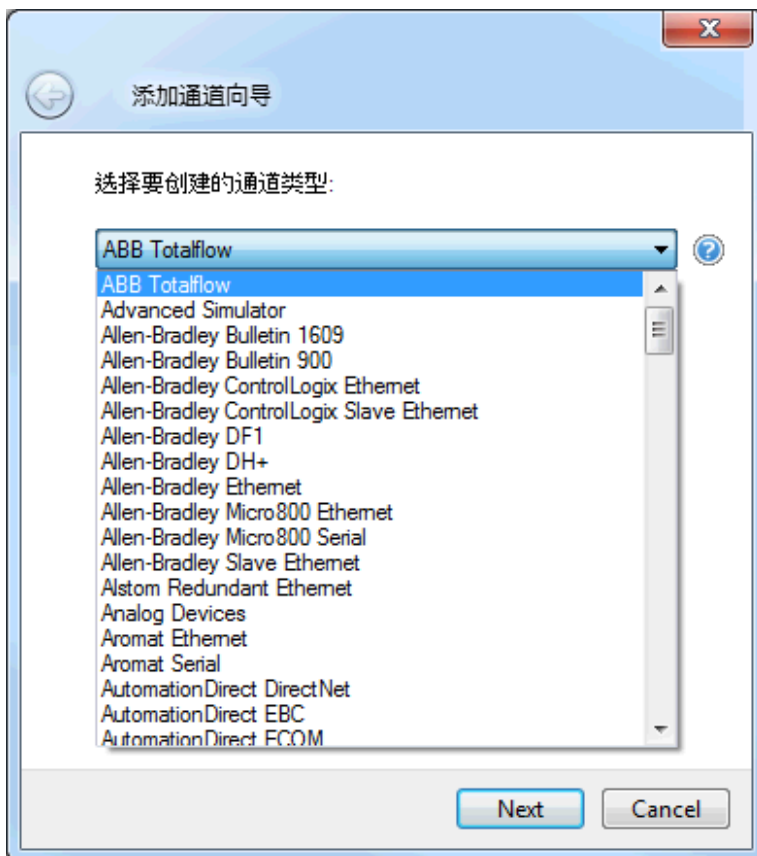 添加通道向导
选择要创建的通道类型:
ABB Totalflow
ABB Totalflow
Advanced Simulator
Allen-Bradley Bulletin 1609
Allen-Bradley Bulletin 900
Allen-Bradley ControlLogix Ethernet
Allen-Bradley ControlLogix Slave Ethernet
Allen-Bradley DF1
Allen-Bradley DH+
Allen-Bradley Ethernet
Allen-Bradley Micro800 Ethernet
Allen-Bradley Micro800 Serial
Allen-Bradley Slave Ethernet
Alstom Redundant Ethernet
Analog Devices
Aromat Ethernet
Aromat Serial
AutomationDirect DirectNet
AutomationDirect EBC
AutomationDirect ECOM
Next Cancel